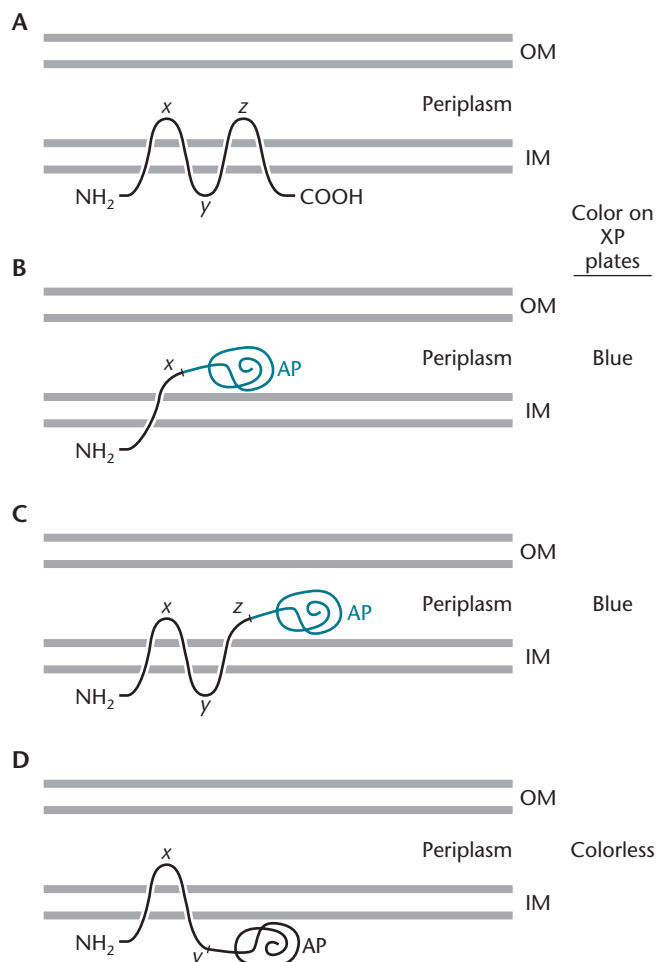 A
OM
x z Periplasm
IM
NH₂ y COOH
Color on
XP
plates
B
OM
x AP Periplasm Blue
IM
NH₂
C
OM
x z AP Periplasm Blue
IM
NH₂ y
D
OM
x Periplasm Colorless
IM
NH₂ y AP